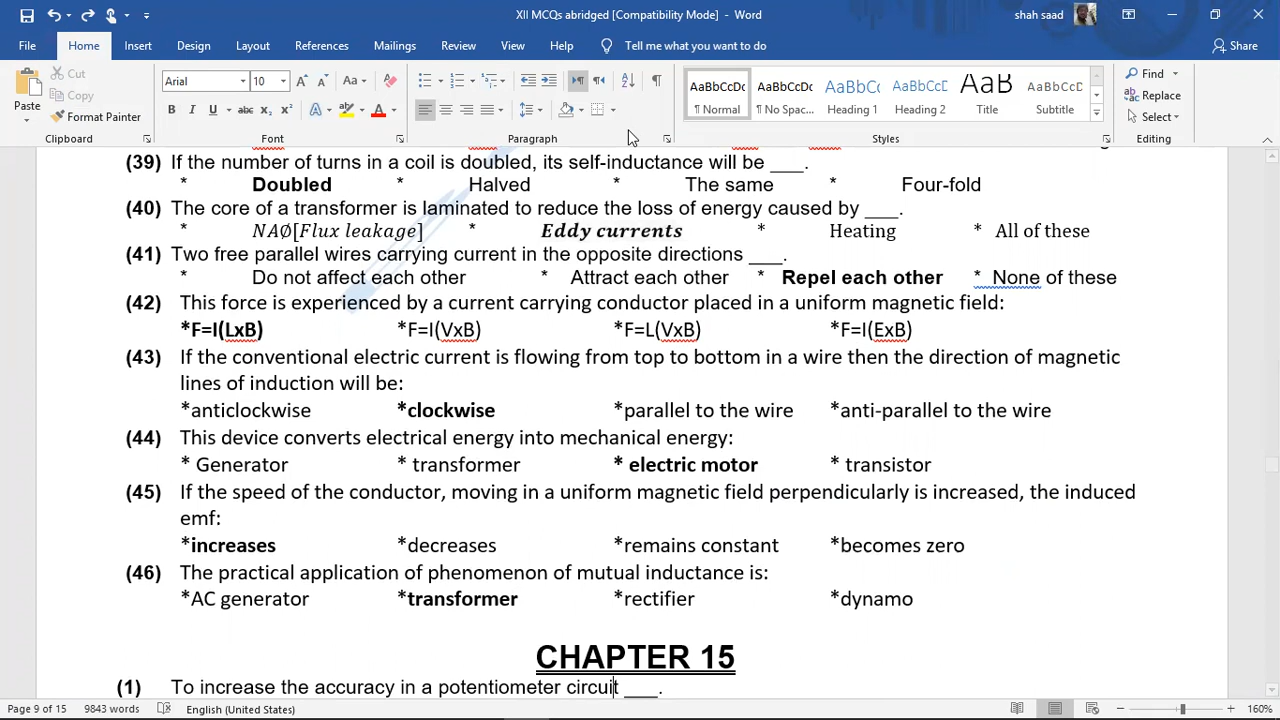 XII MCQs abridged [Compatibility Mode] - Word
shah saad
File Home Insert Design Layout References Mailings Review View Help Tell me what you want to do Share
Paste
Cut
Copy
Format Painter
Clipboard
Arial 10
Font
Paragraph
AaBbCcDc AaBbCcDc AaBbCc AaBbCcD AaB AaBbCcD
¶ Normal ¶ No Spac... Heading 1 Heading 2 Title Subtitle
Styles
Find
Replace
Select
Editing
(39) If the number of turns in a coil is doubled, its self-inductance will be ___.
* Doubled * Halved * The same * Four-fold
(40) The core of a transformer is laminated to reduce the loss of energy caused by ___.
* NAØ[Flux leakage] * Eddy currents * Heating * All of these
(41) Two free parallel wires carrying current in the opposite directions ___.
* Do not affect each other * Attract each other * Repel each other * None of these
(42) This force is experienced by a current carrying conductor placed in a uniform magnetic field:
*F=I(LxB) *F=I(VxB) *F=L(VxB) *F=I(ExB)
(43) If the conventional electric current is flowing from top to bottom in a wire then the direction of magnetic
lines of induction will be:
*anticlockwise *clockwise *parallel to the wire *anti-parallel to the wire
(44) This device converts electrical energy into mechanical energy:
* Generator * transformer * electric motor * transistor
(45) If the speed of the conductor, moving in a uniform magnetic field perpendicularly is increased, the induced
emf:
*increases *decreases *remains constant *becomes zero
(46) The practical application of phenomenon of mutual inductance is:
*AC generator *transformer *rectifier *dynamo
CHAPTER 15
(1) To increase the accuracy in a potentiometer circuit ___.
Page 9 of 15 9843 words English (United States) 160%